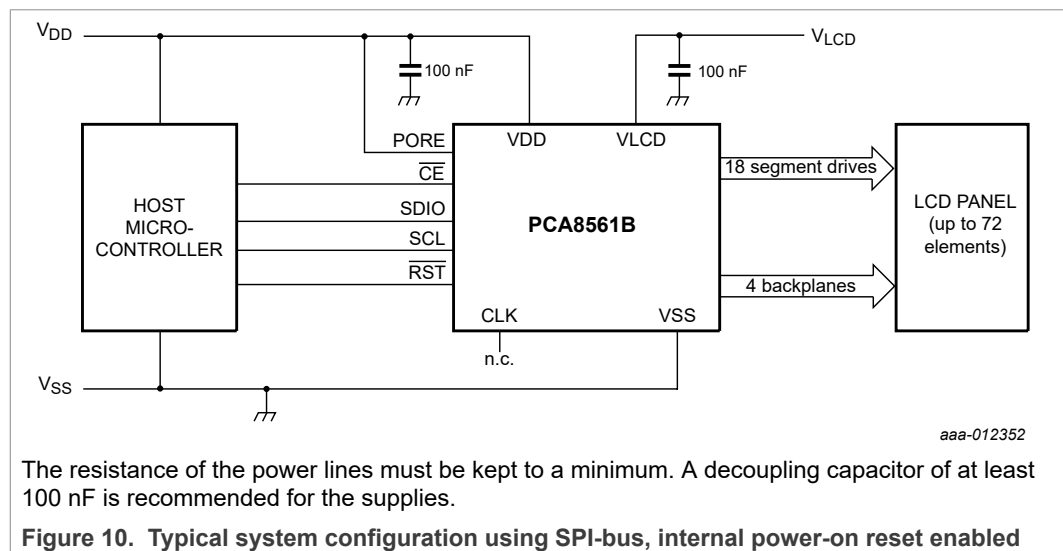 VDD
VLCD
100 nF
100 nF
PORE
VDD
VLCD
CE
18 segment drives
HOST
MICRO-
CONTROLLER
SDIO
PCA8561B
LCD PANEL
(up to 72
elements)
SCL
RST
4 backplanes
CLK
VSS
n.c.
VSS
aaa-012352
The resistance of the power lines must be kept to a minimum. A decoupling capacitor of at least
100 nF is recommended for the supplies.
Figure 10. Typical system configuration using SPI-bus, internal power-on reset enabled